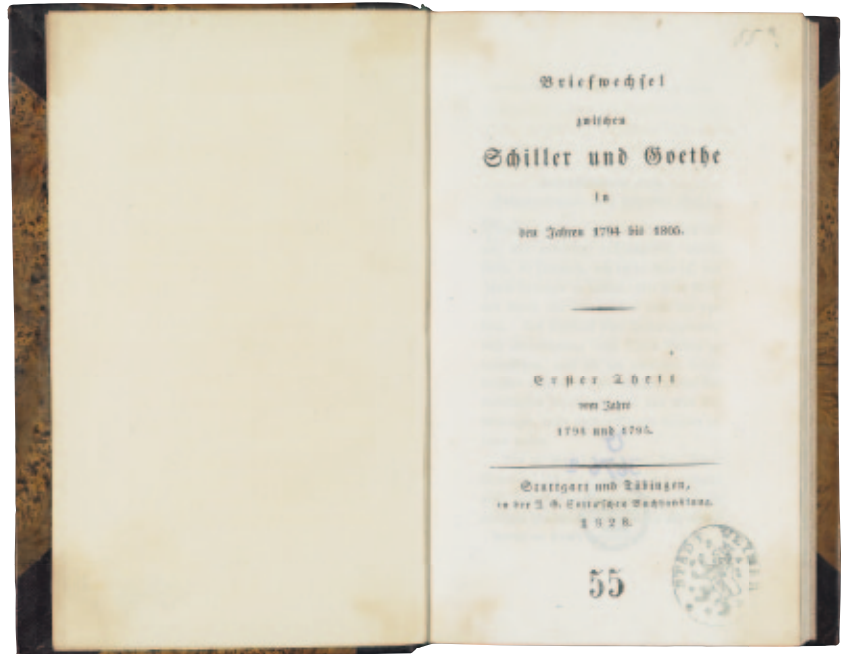 Briefwechsel
zwischen
Schiller und Goethe
in
den Jahren 1794 bis 1805.
Erster Theil
vom Jahre
1794 und 1795.
Stuttgart und Tübingen,
in der J. G. Cotta'schen Buchhandlung.
1828.
55